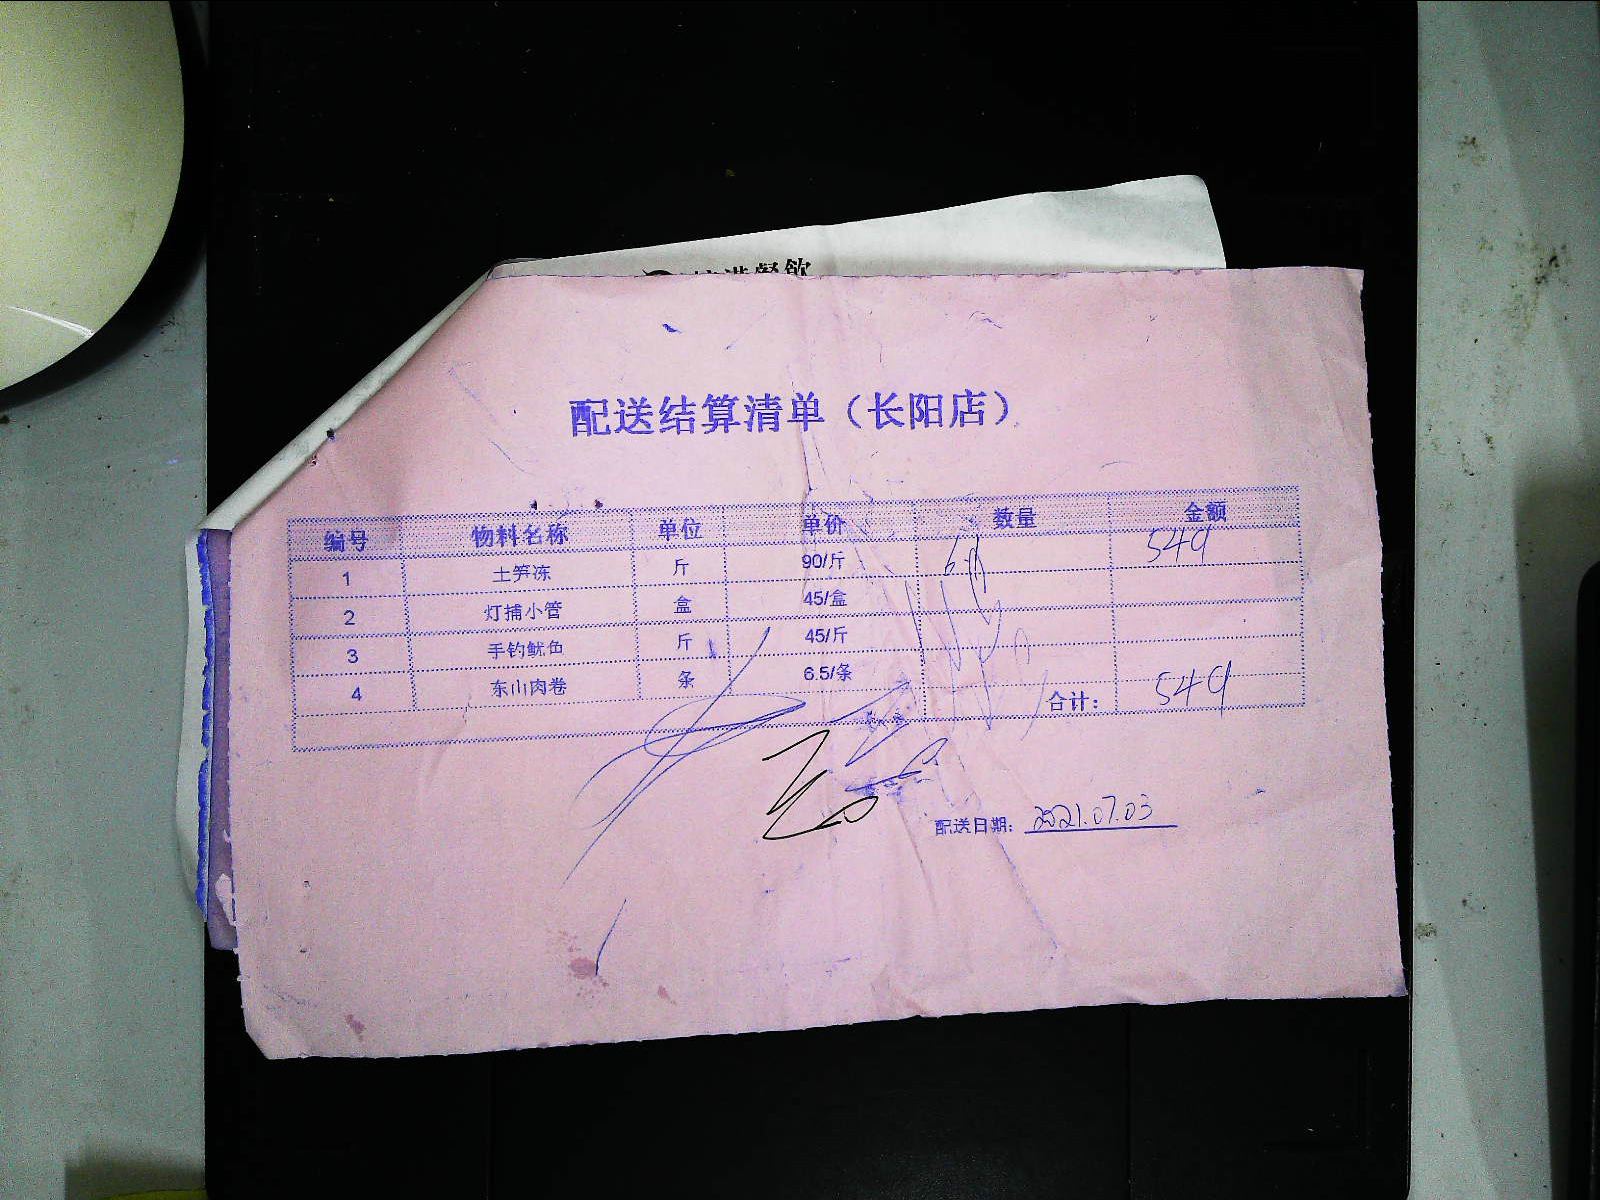 港餐饮
配送结算清单（长阳店）
编号 物料名称 单位 单价 数量 金额
1 土笋冻 斤 90/斤 549
2 灯捕小管 盒 45/盒
3 手钓鱿鱼 斤 45/斤
4 东山肉卷 条 6.5/条
合计： 549
配送日期： 2021.07.03